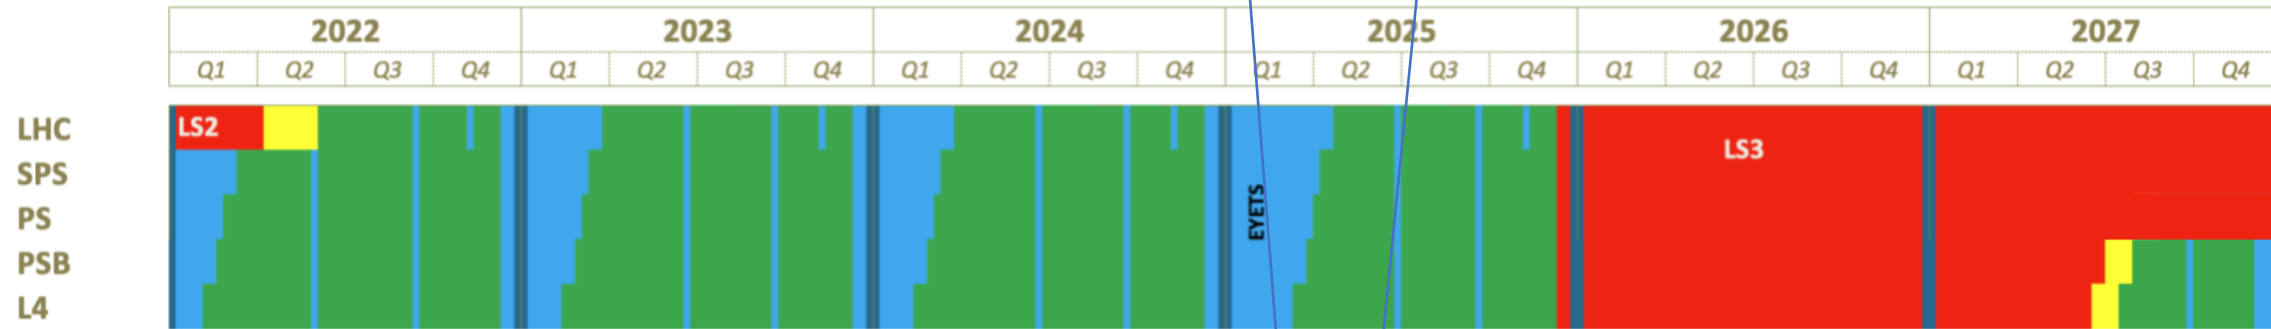 2022 2023 2024 2025 2026 2027
Q1 Q2 Q3 Q4 Q1 Q2 Q3 Q4 Q1 Q2 Q3 Q4 Q1 Q2 Q3 Q4 Q1 Q2 Q3 Q4 Q1 Q2 Q3 Q4
LHC LS2
LS3
SPS
EYETS
PS
PSB
L4